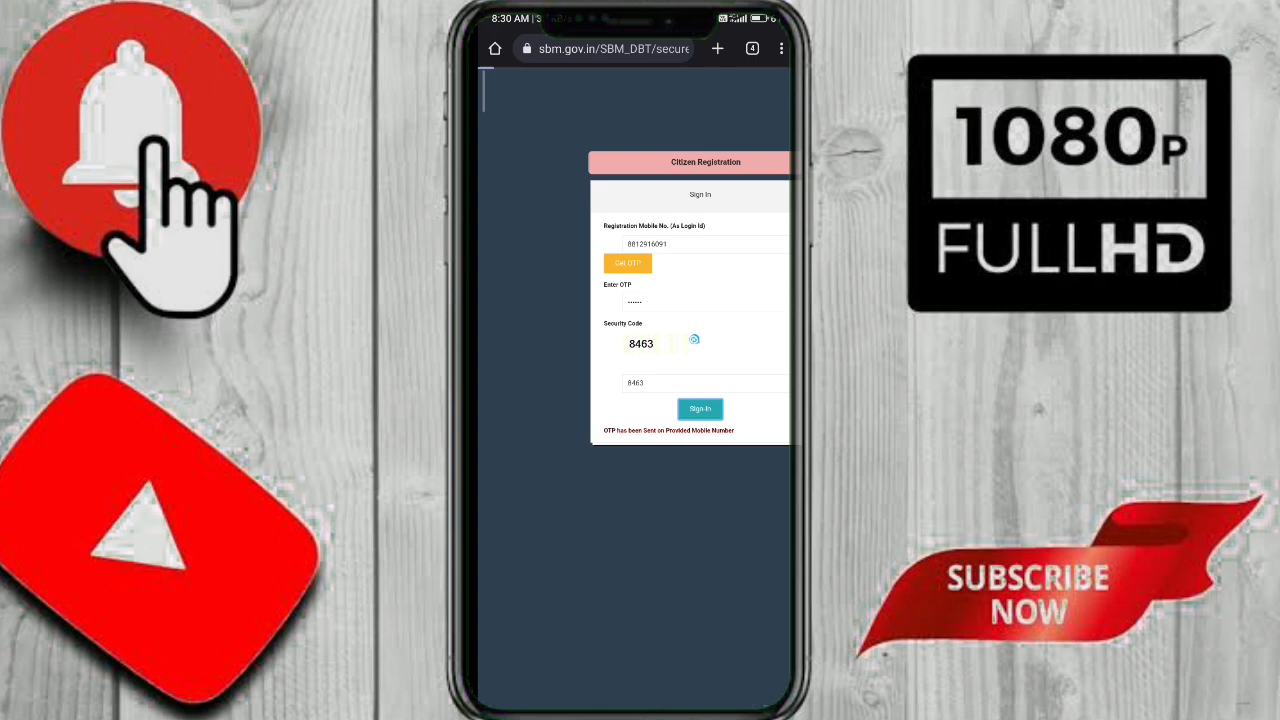 8:30 AM | 3
sbm.gov.in/SBM_DBT/secure
4
Citizen Registration
Sign In
Registration Mobile No. (As Login Id)
8812916091
Get OTP
Enter OTP
Security Code
8463
8463
Sign-In
OTP has been Sent on Provided Mobile Number
1080P
FULLHD
SUBSCRIBE
NOW